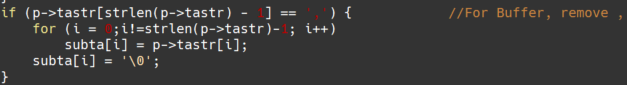 if (p->tastr[strlen(p->tastr) - 1] == ',') { //For Buffer, remove ,
for (i = 0;i!=strlen(p->tastr)-1; i++)
subta[i] = p->tastr[i];
subta[i] = '\0';
}